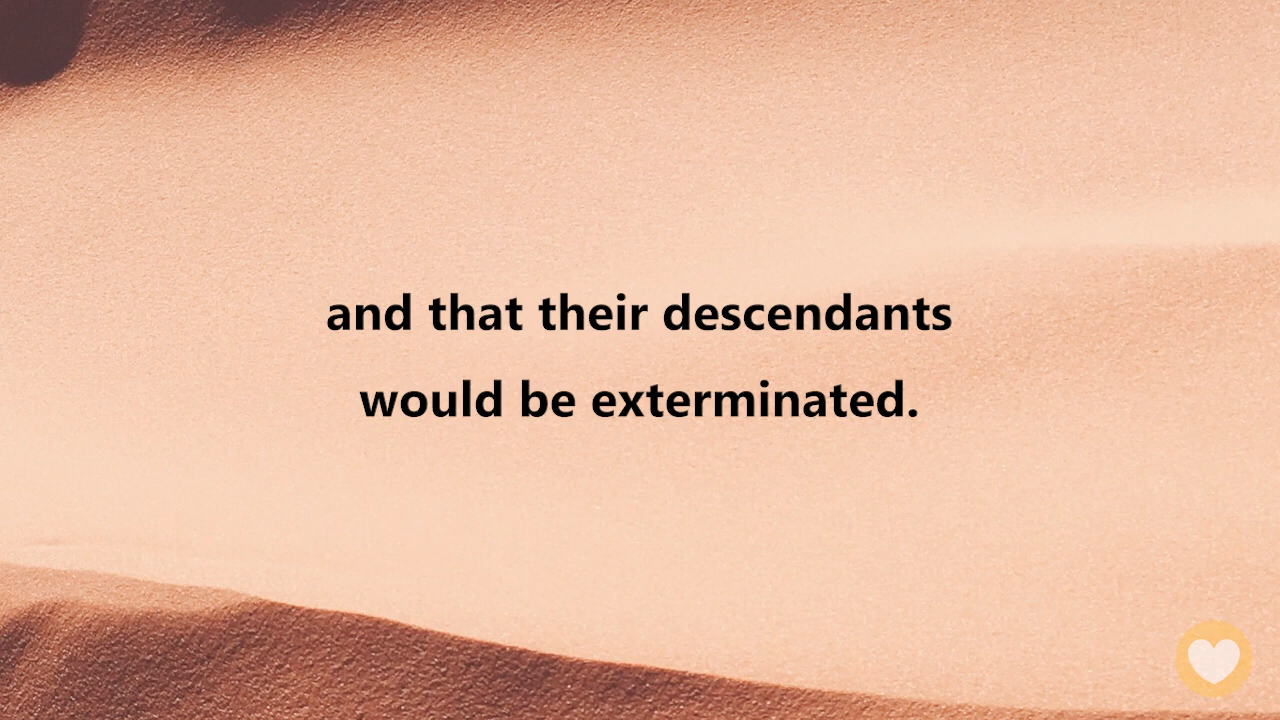 and that their descendants
would be exterminated.